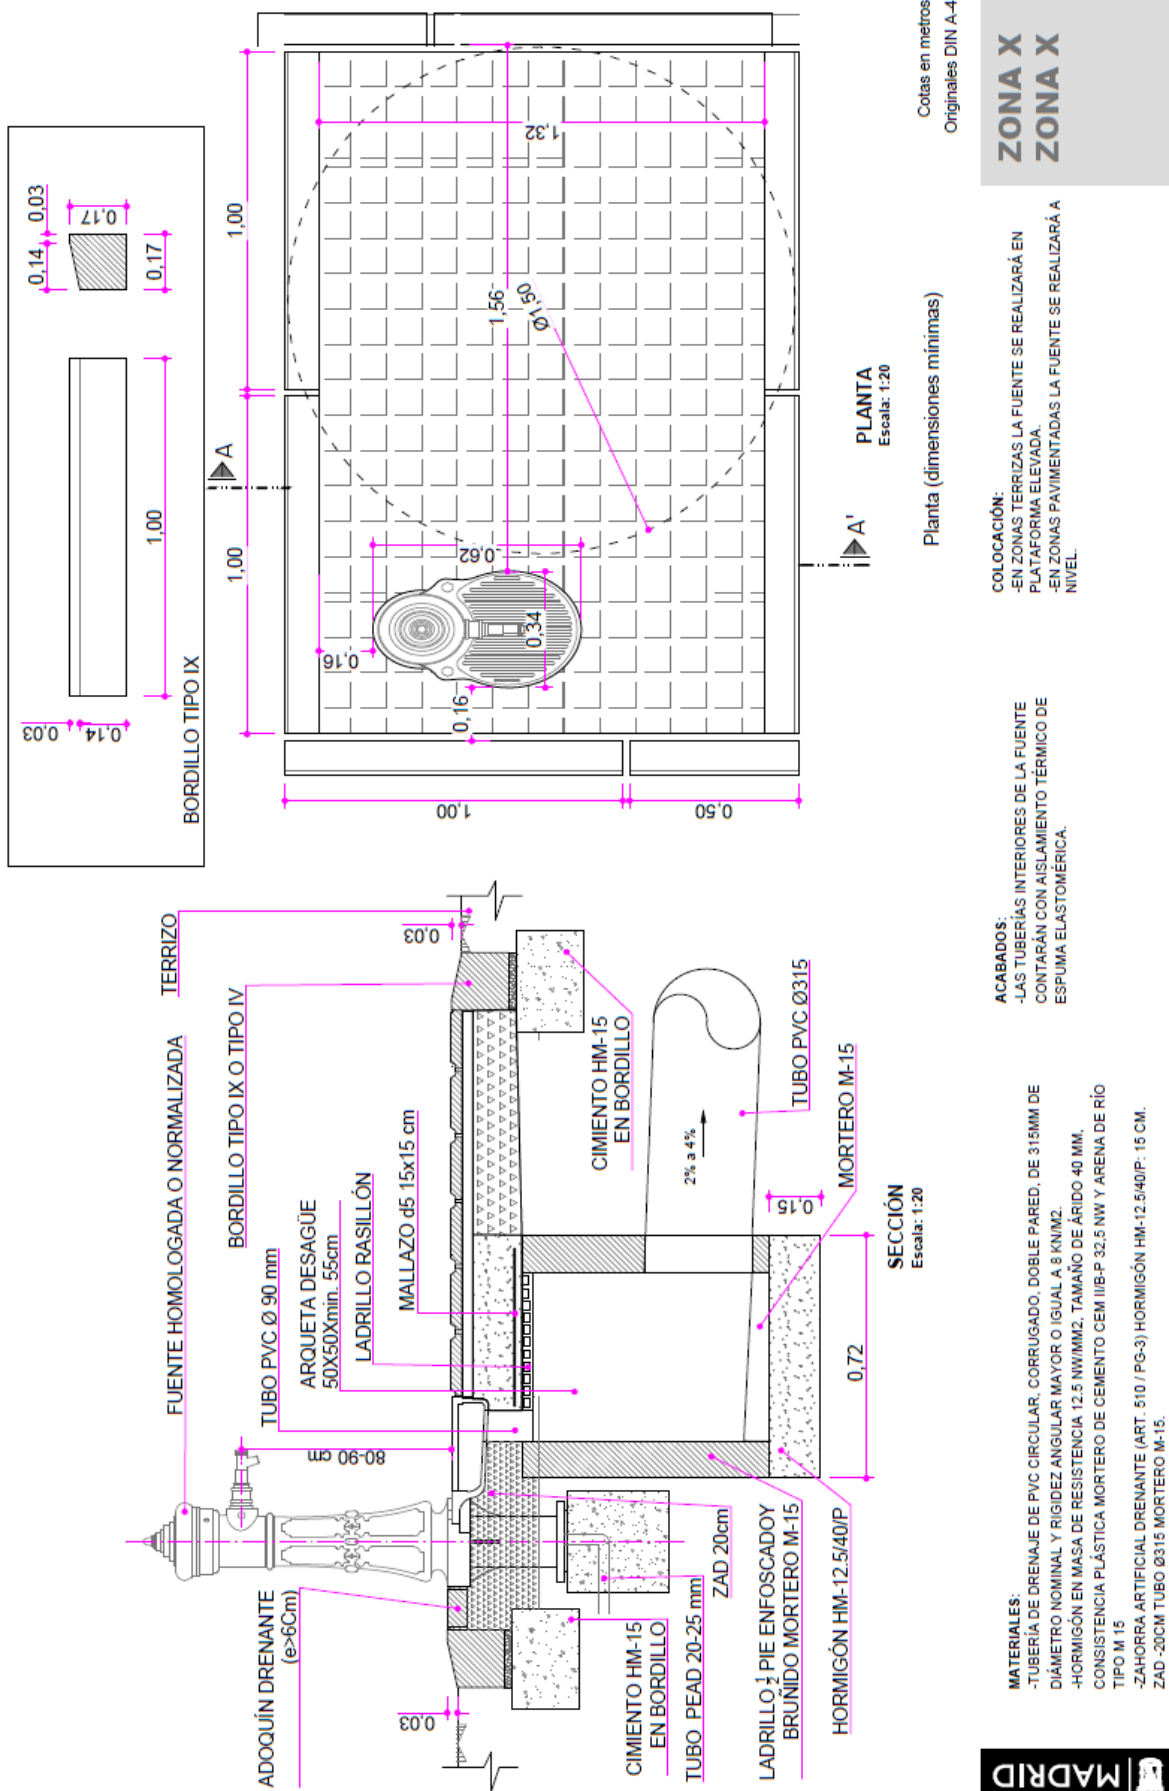 FUENTE HOMOLOGADA O NORMALIZADA
TERRIZO
BORDILLO TIPO IX O TIPO IV
TUBO PVC Ø 90 mm
ARQUETA DESAGÜE
50X50Xmin. 55cm
LADRILLO RASILLÓN
MALLAZO d5 15x15 cm
ADOQUÍN DRENANTE
(e>6Cm)
80-90 cm
0,03
0,03
CIMIENTO HM-15
EN BORDILLO
TUBO PEAD 20-25 mm
ZAD 20cm
LADRILLO 1/2 PIE ENFOSCADOY
BRUÑIDO MORTERO M-15
HORMIGÓN HM-12.5/40/P
0,72
0,15
CIMIENTO HM-15
EN BORDILLO
2% a 4%
TUBO PVC Ø315
MORTERO M-15
SECCIÓN
Escala: 1:20
BORDILLO TIPO IX
0,03
0,14
1,00
0,14
0,03
0,17
0,17
1,00
1,00
A
1,00
0,50
0,16
0,16
0,34
0,62
1,56
Ø1,50
1,32
A'
PLANTA
Escala: 1:20
Planta (dimensiones mínimas)
Cotas en metros
Originales DIN A-4
MATERIALES:
-TUBERÍA DE DRENAJE DE PVC CIRCULAR, CORRUGADO, DOBLE PARED, DE 315MM DE
DIÁMETRO NOMINAL Y RIGIDEZ ANGULAR MAYOR O IGUAL A 8 KN/M2.
-HORMIGÓN EN MASA DE RESISTENCIA 12.5 NW/MM2, TAMAÑO DE ÁRIDO 40 MM,
CONSISTENCIA PLÁSTICA MORTERO DE CEMENTO CEM II/B-P 32,5 NW Y ARENA DE RÍO
TIPO M 15
-ZAHORRA ARTIFICIAL DRENANTE (ART. 510 / PG-3) HORMIGÓN HM-12.5/40/P: 15 CM.
ZAD -20CM TUBO Ø315 MORTERO M-15.
ACABADOS:
-LAS TUBERÍAS INTERIORES DE LA FUENTE
CONTARÁN CON AISLAMIENTO TÉRMICO DE
ESPUMA ELASTOMÉRICA.
COLOCACIÓN:
-EN ZONAS TERRIZAS LA FUENTE SE REALIZARÁ EN
PLATAFORMA ELEVADA.
-EN ZONAS PAVIMENTADAS LA FUENTE SE REALIZARÁ A
NIVEL.
ZONA X
ZONA X
MADRID